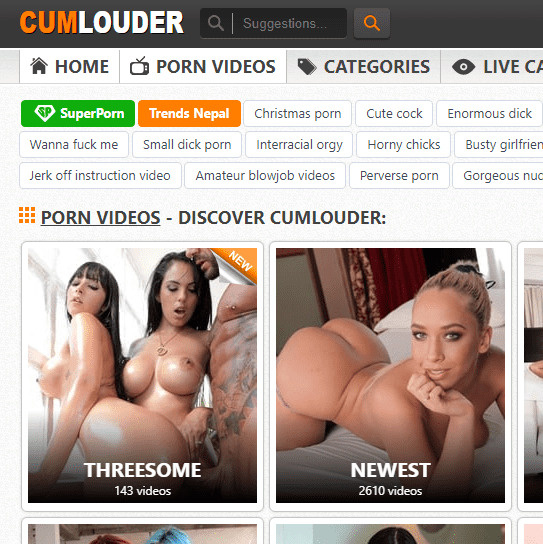 CUMLOUDER
Suggestions...
HOME PORN VIDEOS CATEGORIES LIVE CA
SuperPorn Trends Nepal Christmas porn Cute cock Enormous dick
Wanna fuck me Small dick porn Interracial orgy Horny chicks Busty girlfrien
Jerk off instruction video Amateur blowjob videos Perverse porn Gorgeous nud
PORN VIDEOS - DISCOVER CUMLOUDER:
NEW
THREESOME
143 videos
NEWEST
2610 videos